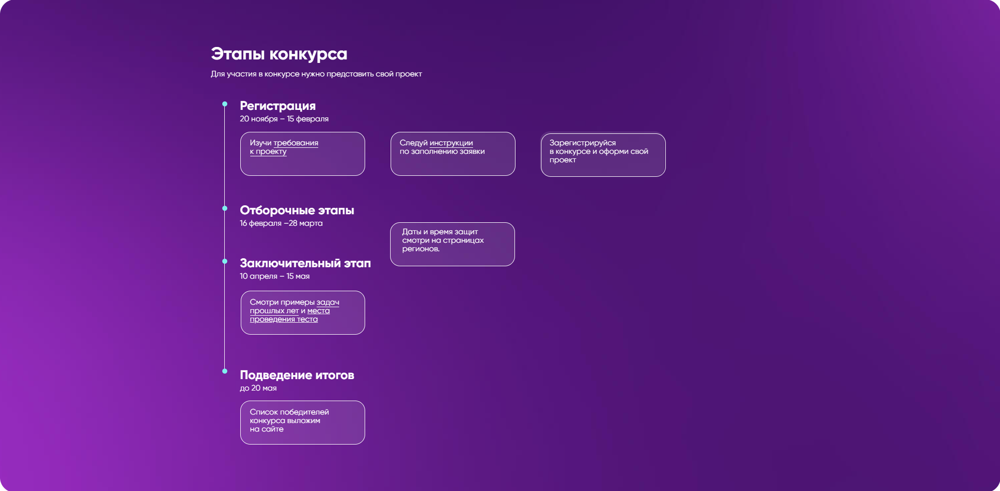 Этапы конкурса
Для участия в конкурсе нужно представить свой проект
Регистрация
20 ноября – 15 февраля
Изучи требования
к проекту
Следуй инструкции
по заполнению заявки
Зарегистрируйся
в конкурсе и оформи свой
проект
Отборочные этапы
16 февраля –28 марта
Даты и время защит
смотри на страницах
регионов.
Заключительный этап
10 апреля – 15 мая
Смотри примеры задач
прошлых лет и места
проведения теста
Подведение итогов
до 20 мая
Список победителей
конкурса выложим
на сайте